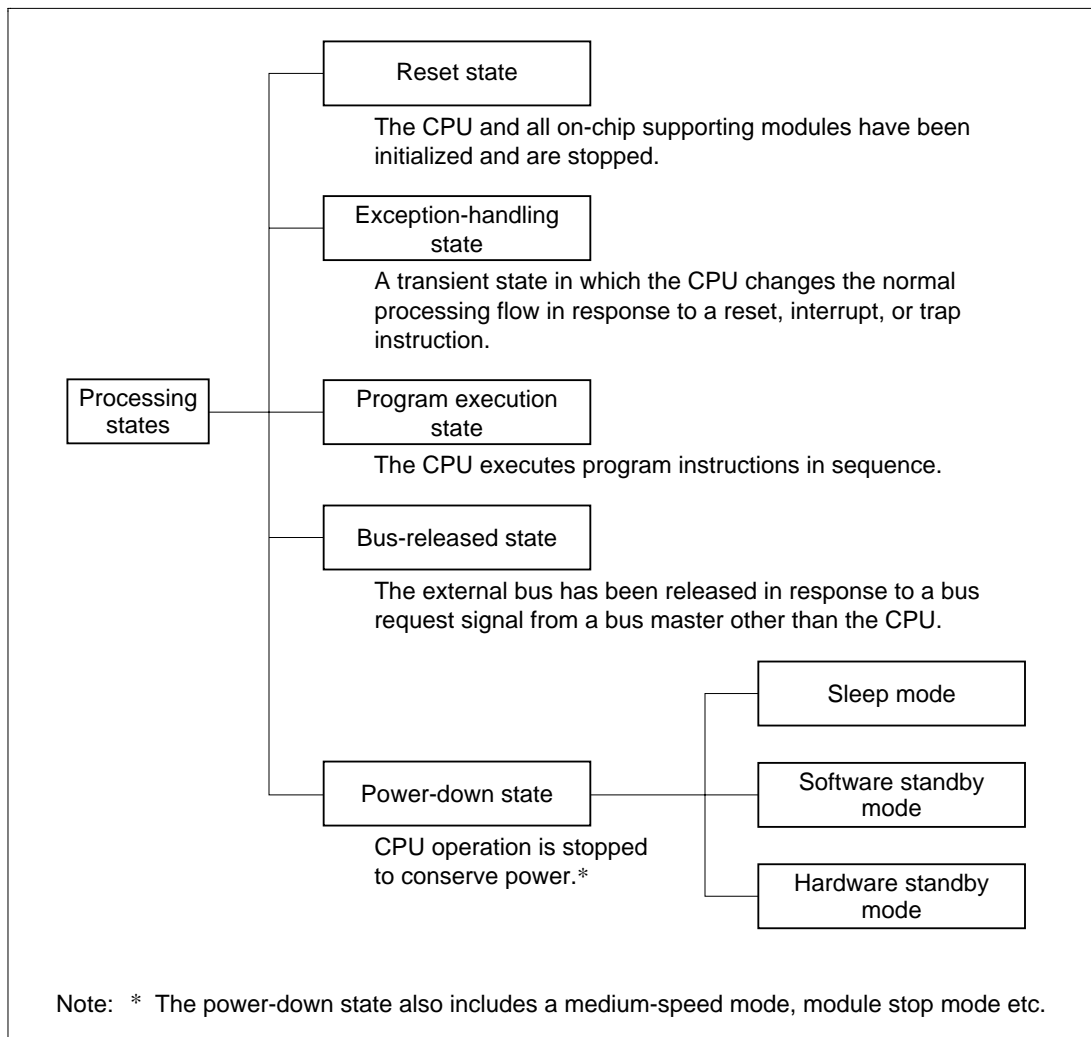 Reset state
The CPU and all on-chip supporting modules have been
initialized and are stopped.
Exception-handling
state
A transient state in which the CPU changes the normal
processing flow in response to a reset, interrupt, or trap
instruction.
Processing
states
Program execution
state
The CPU executes program instructions in sequence.
Bus-released state
The external bus has been released in response to a bus
request signal from a bus master other than the CPU.
Sleep mode
Power-down state
Software standby
mode
CPU operation is stopped
to conserve power.*
Hardware standby
mode
Note: * The power-down state also includes a medium-speed mode, module stop mode etc.